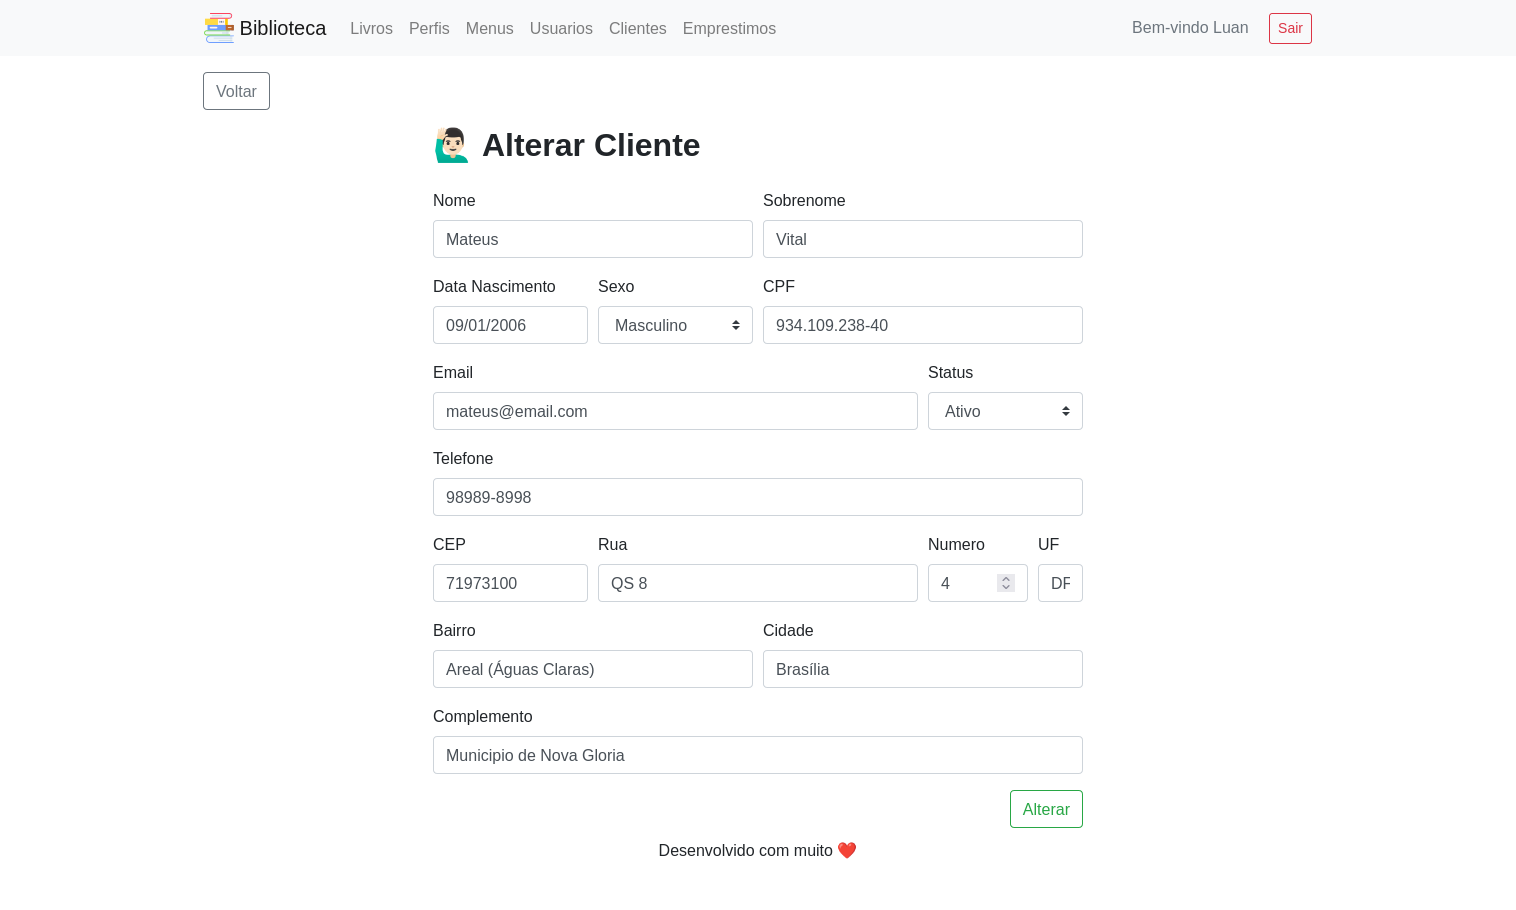 Biblioteca Livros Perfis Menus Usuarios Clientes Emprestimos Bem-vindo Luan Sair
Voltar
Alterar Cliente
Nome Sobrenome
Mateus Vital
Data Nascimento Sexo CPF
09/01/2006 Masculino 934.109.238-40
Email Status
mateus@email.com Ativo
Telefone
98989-8998
CEP Rua Numero UF
71973100 QS 8 4 DF
Bairro Cidade
Areal (Águas Claras) Brasília
Complemento
Municipio de Nova Gloria
Alterar
Desenvolvido com muito ❤️